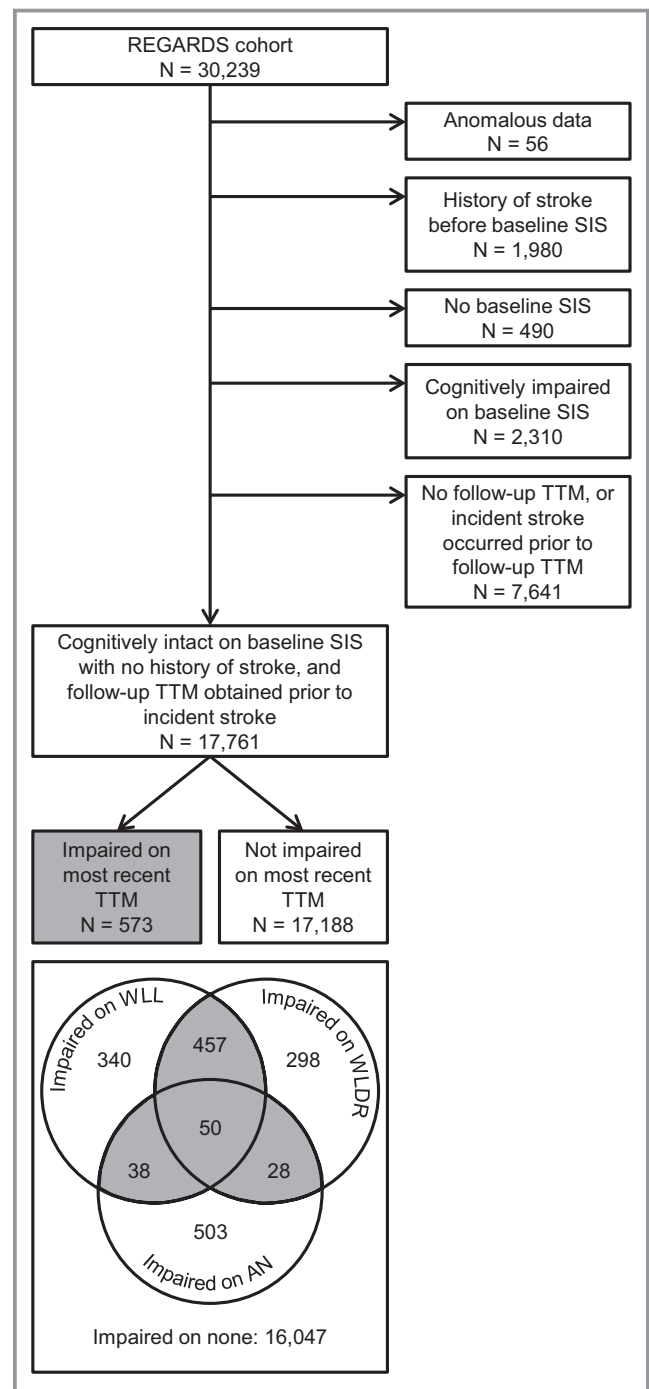 REGARDS cohort
N = 30,239
Anomalous data
N = 56
History of stroke
before baseline SIS
N = 1,980
No baseline SIS
N = 490
Cognitively impaired
on baseline SIS
N = 2,310
No follow-up TTM, or
incident stroke
occurred prior to
follow-up TTM
N = 7,641
Cognitively intact on baseline SIS
with no history of stroke, and
follow-up TTM obtained prior to
incident stroke
N = 17,761
Impaired on
most recent
TTM
N = 573
Not impaired
on most recent
TTM
N = 17,188
Impaired on WLL
Impaired on WLDR
340
457
298
50
38
28
503
Impaired on AN
Impaired on none: 16,047